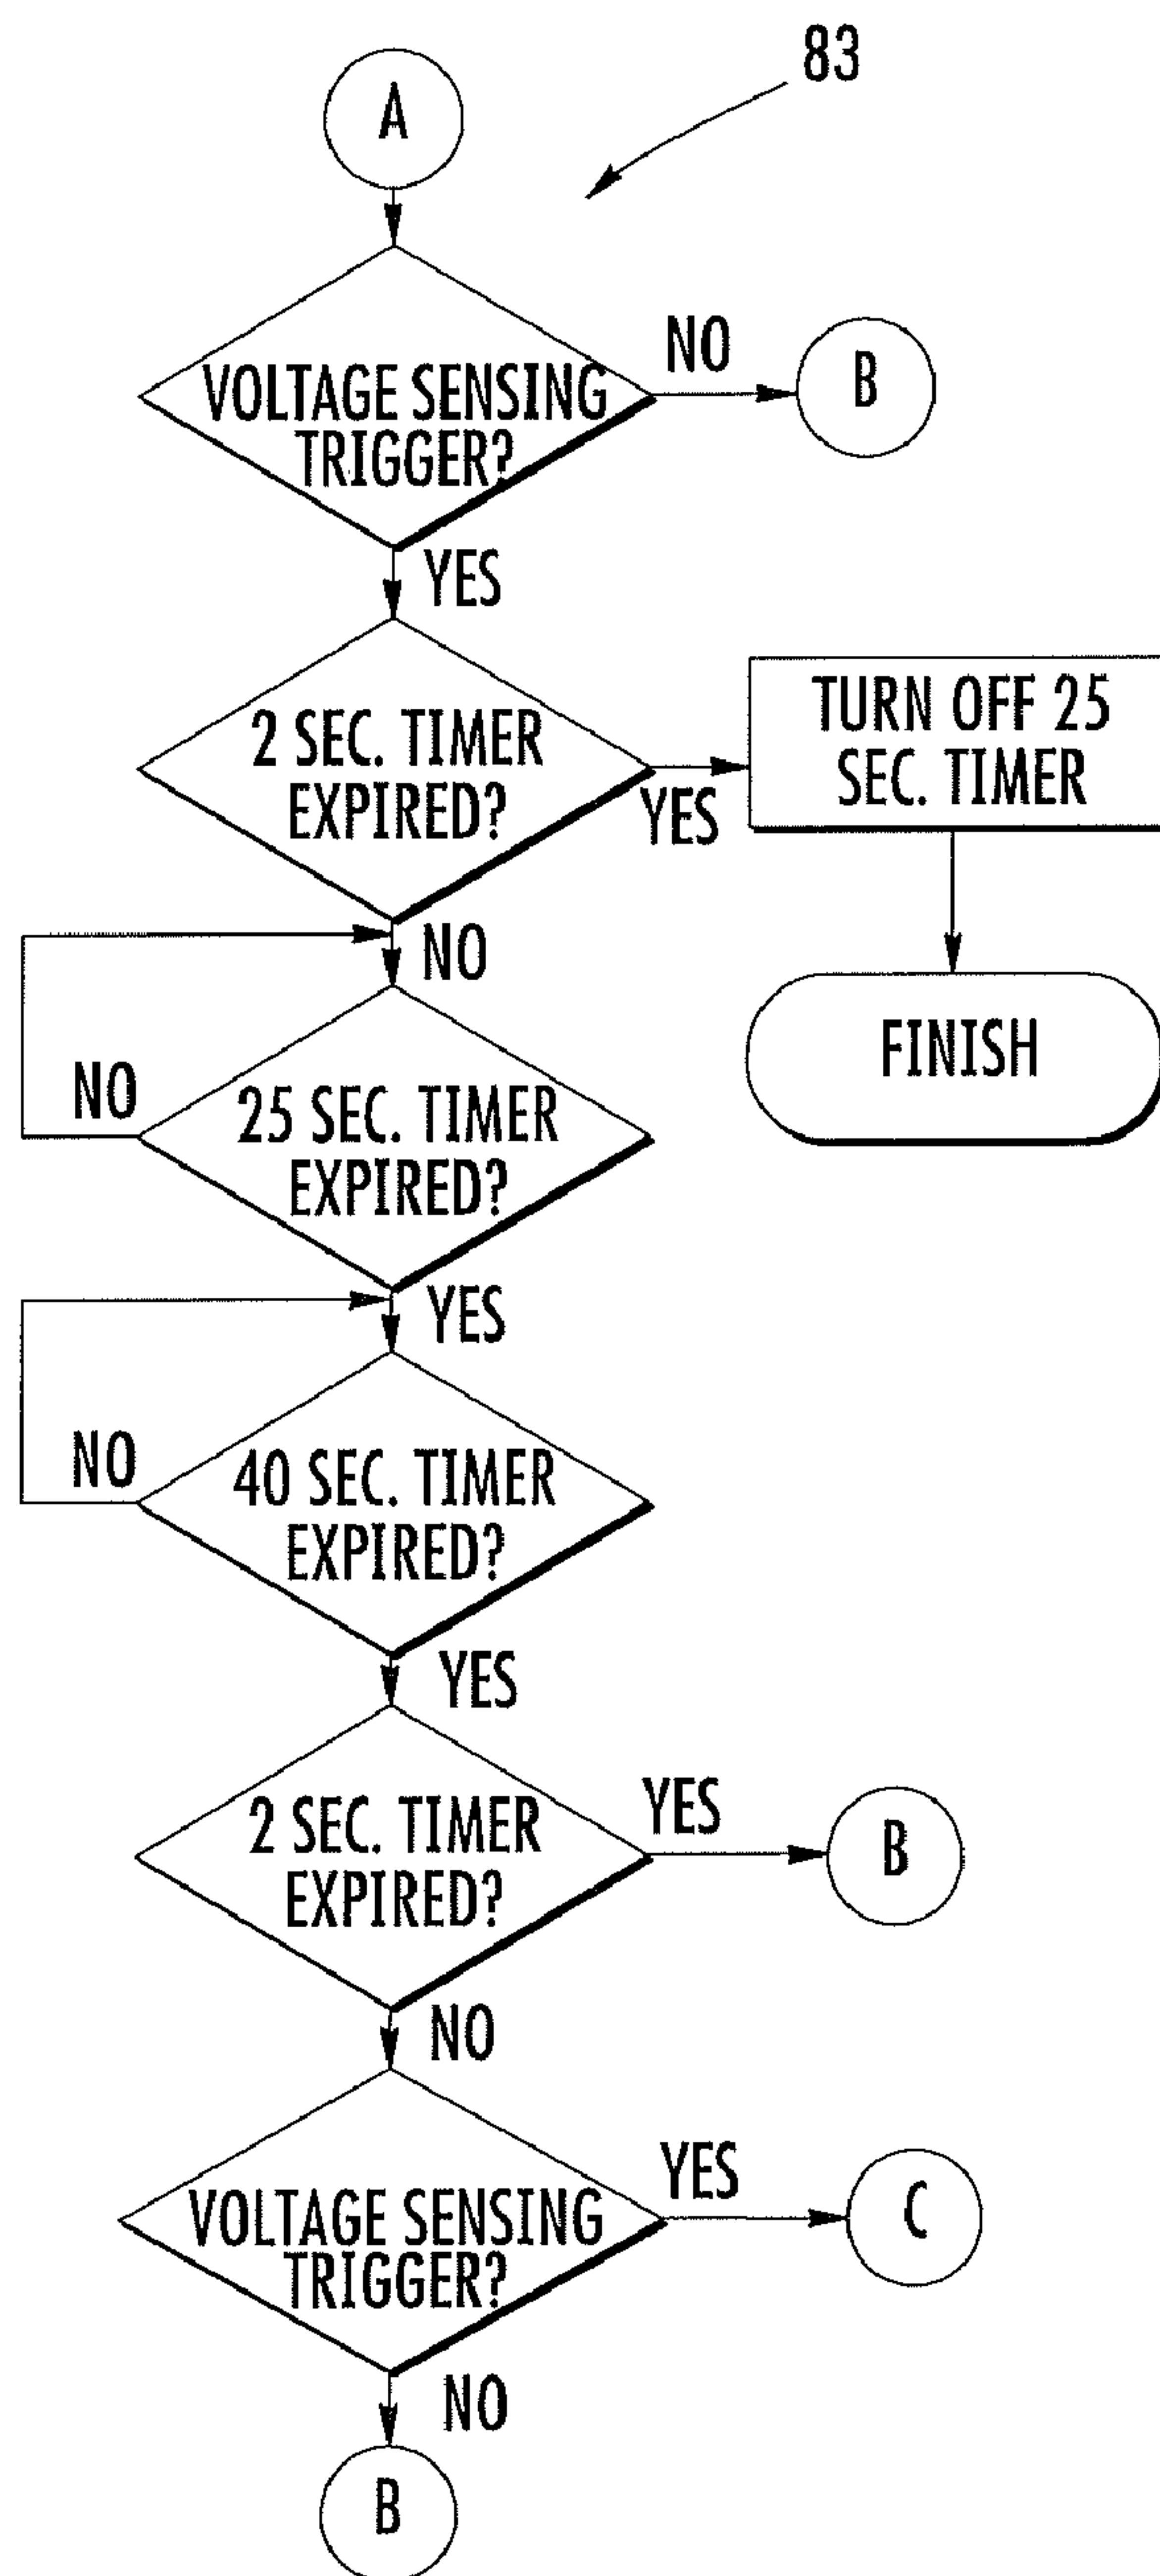 83
A
VOLTAGE SENSING
TRIGGER?
NO
B
YES
2 SEC. TIMER
EXPIRED?
YES
TURN OFF 25
SEC. TIMER
NO
FINISH
25 SEC. TIMER
EXPIRED?
NO
YES
40 SEC. TIMER
EXPIRED?
NO
YES
2 SEC. TIMER
EXPIRED?
YES
B
NO
VOLTAGE SENSING
TRIGGER?
YES
C
NO
B